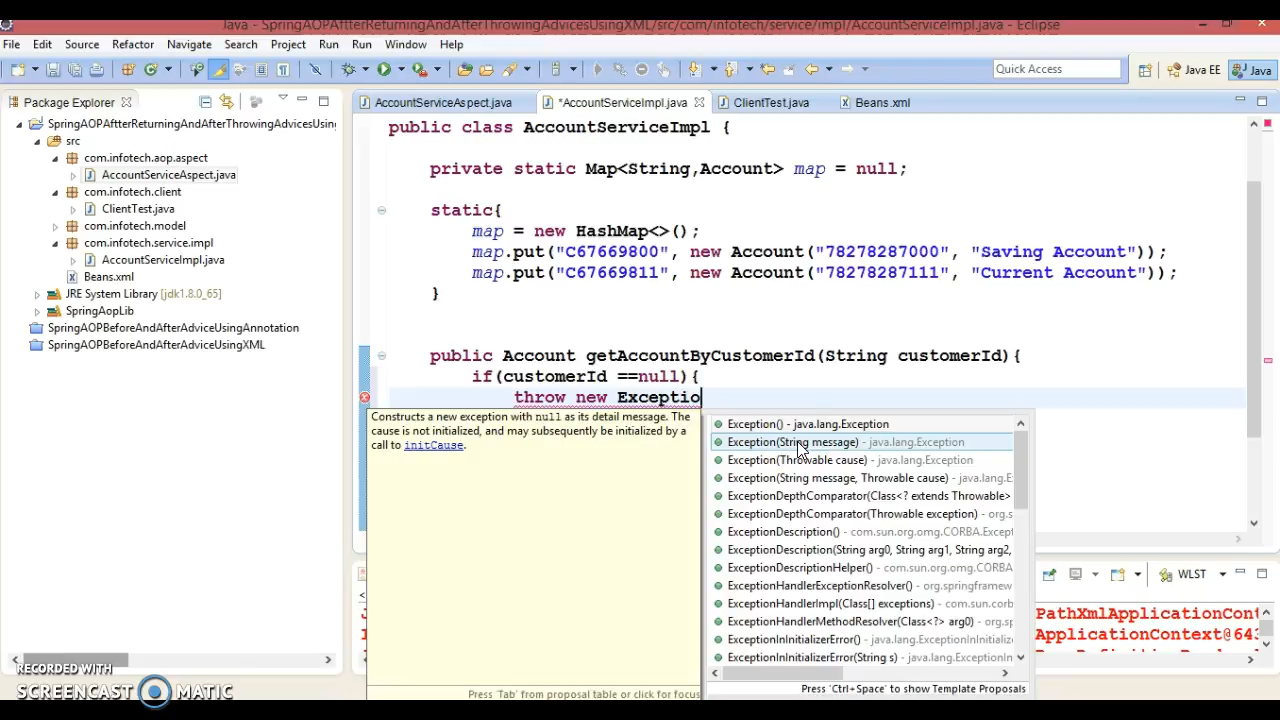 Java - SpringAOPAftterReturningAndAfterThrowingAdvicesUsingXML/src/com/infotech/service/impl/AccountServiceImpl.java - Eclipse
File Edit Source Refactor Navigate Search Project Run Run Window Help
Quick Access Java EE Java
Package Explorer
AccountServiceAspect.java *AccountServiceImpl.java ClientTest.java Beans.xml
SpringAOPAftterReturningAndAfterThrowingAdvicesUsing
src
com.infotech.aop.aspect
AccountServiceAspect.java
com.infotech.client
ClientTest.java
com.infotech.model
com.infotech.service.impl
AccountServiceImpl.java
Beans.xml
JRE System Library [jdk1.8.0_65]
SpringAopLib
SpringAOPBeforeAndAfterAdviceUsingAnnotation
SpringAOPBeforeAndAfterAdviceUsingXML
public class AccountServiceImpl {
private static Map<String,Account> map = null;
static{
map = new HashMap<>();
map.put("C67669800", new Account("78278287000", "Saving Account"));
map.put("C67669811", new Account("78278287111", "Current Account"));
}
public Account getAccountByCustomerId(String customerId){
if(customerId ==null){
throw new Exceptio
Constructs a new exception with null as its detail message. The
cause is not initialized, and may subsequently be initialized by a
call to initCause.
Press 'Tab' from proposal table or click for focus
Exception() - java.lang.Exception
Exception(String message) - java.lang.Exception
Exception(Throwable cause) - java.lang.Exception
Exception(String message, Throwable cause) - java.lang.E
ExceptionDepthComparator(Class<? extends Throwable>
ExceptionDepthComparator(Throwable exception) - org.s
ExceptionDescription() - com.sun.org.omg.CORBA.Except
ExceptionDescription(String arg0, String arg1, String arg2,
ExceptionDescriptionHelper() - com.sun.org.omg.CORBA
ExceptionHandlerExceptionResolver() - org.springframew
ExceptionHandlerImpl(Class[] exceptions) - com.sun.corb
ExceptionHandlerMethodResolver(Class<?> arg0) - org.s
ExceptionInInitializerError() - java.lang.ExceptionInInitialize
ExceptionInInitializerError(String s) - java.lang.ExceptionIn
Press 'Ctrl+Space' to show Template Proposals
WLST
PathXmlApplicationCont
ApplicationContext@643
RECORDED WITH
SCREENCAST MATIC